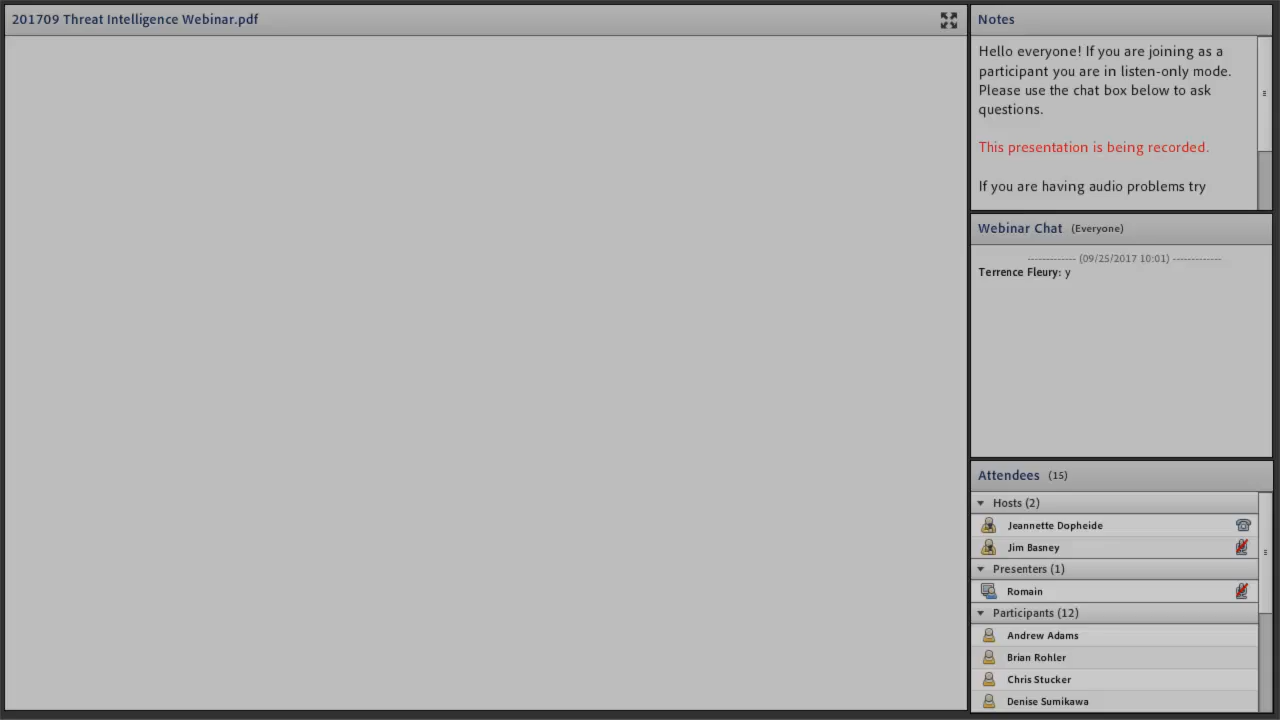 201709 Threat Intelligence Webinar.pdf
Notes
Hello everyone! If you are joining as a
participant you are in listen-only mode.
Please use the chat box below to ask
questions.
This presentation is being recorded.
If you are having audio problems try
Webinar Chat (Everyone)
------------- (09/25/2017 10:01) -------------
Terrence Fleury: y
Attendees (15)
Hosts (2)
Jeannette Dopheide
Jim Basney
Presenters (1)
Romain
Participants (12)
Andrew Adams
Brian Rohler
Chris Stucker
Denise Sumikawa